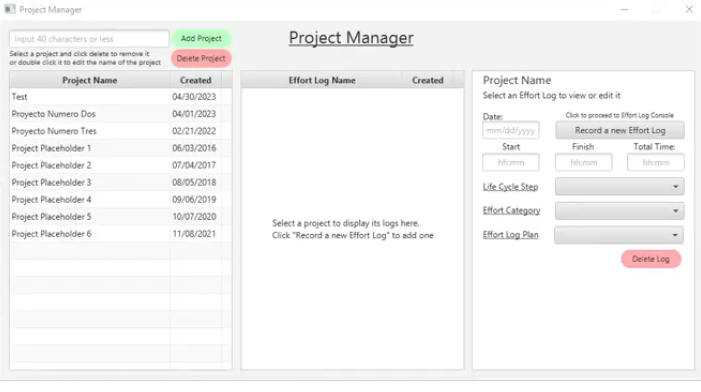 Project Manager
Input 40 characters or less
Add Project
Project Manager
Select a project and click delete to remove it
or double click it to edit the name of the project
Delete Project
Project Name Created
Test 04/30/2023
Proyecto Numero Dos 04/01/2023
Proyecto Numero Tres 02/21/2022
Project Placeholder 1 06/03/2016
Project Placeholder 2 07/04/2017
Project Placeholder 3 08/05/2018
Project Placeholder 4 09/06/2019
Project Placeholder 5 10/07/2020
Project Placeholder 6 11/08/2021
Effort Log Name Created
Select a project to display its logs here.
Click "Record a new Effort Log" to add one
Project Name
Select an Effort Log to view or edit it
Date: Click to proceed to Effort Log Console
mm/dd/yyyy Record a new Effort Log
Start Finish Total Time:
hh:mm hh:mm hh:mm
Life Cycle Step
Effort Category
Effort Log Plan
Delete Log